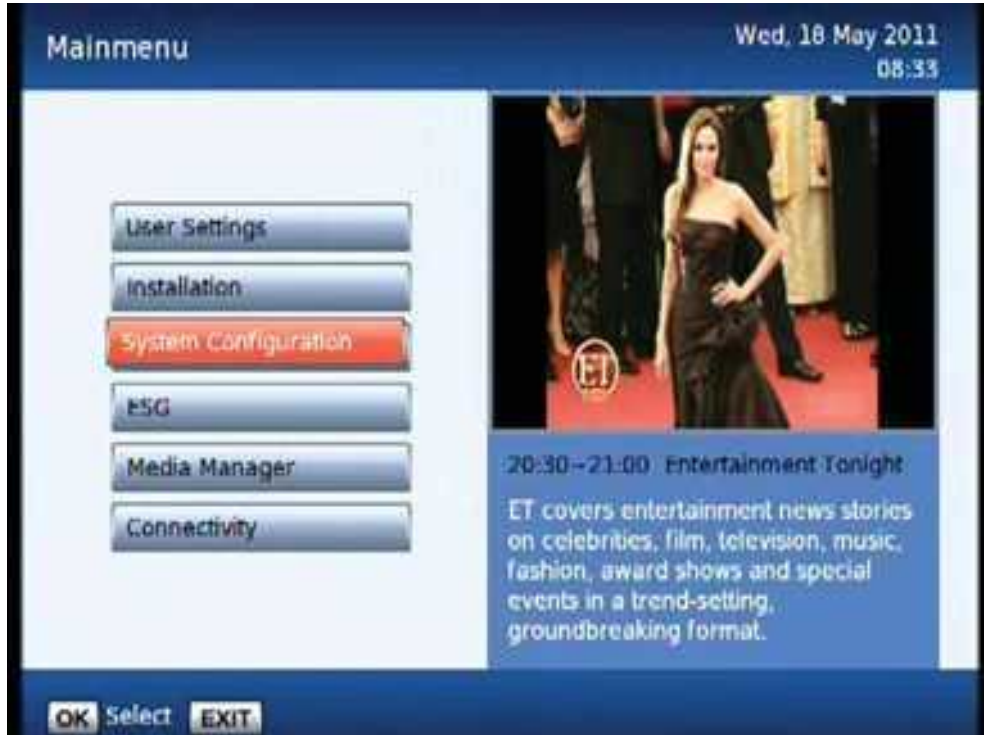 Mainmenu
Wed, 18 May 2011
08:33
User Settings
Installation
System Configuration
ESG
Media Manager
Connectivity
ET
20:30~21:00 Entertainment Tonight
ET covers entertainment news stories
on celebrities, film, television, music,
fashion, award shows and special
events in a trend-setting,
groundbreaking format.
OK Select EXIT